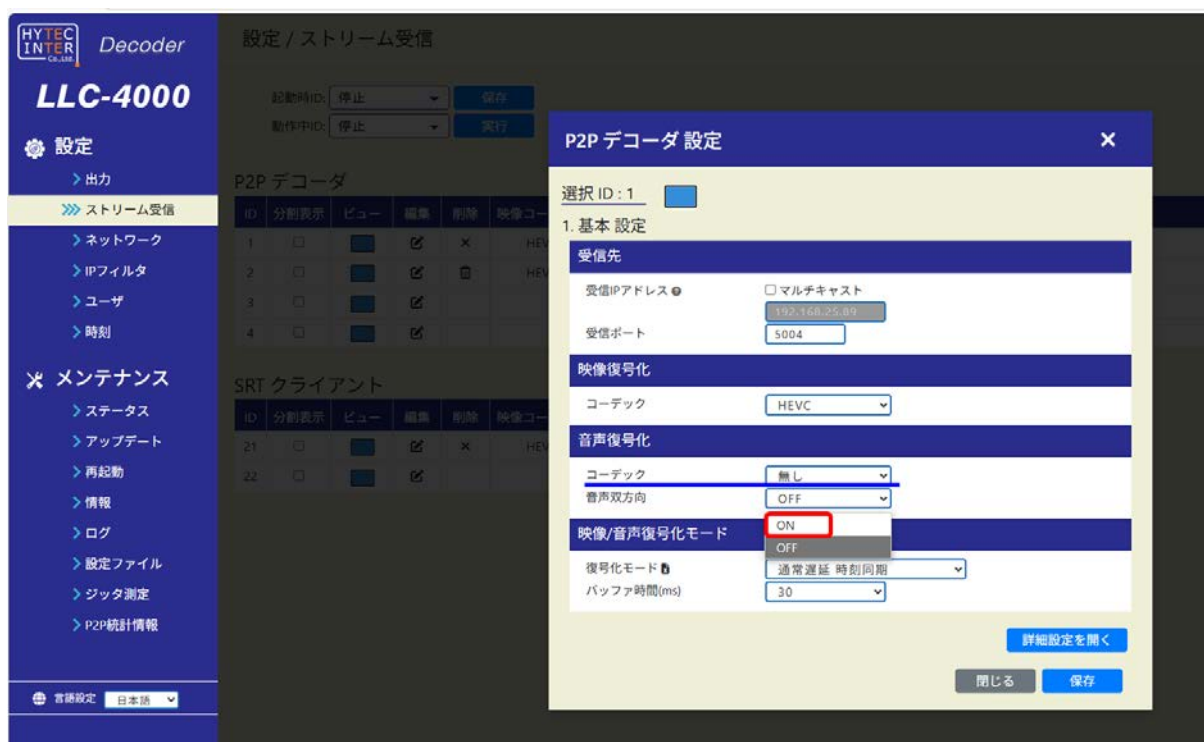 HYTEC
INTER
Co.,Ltd.
Decoder
LLC-4000
設定
出力
ストリーム受信
ネットワーク
IPフィルタ
ユーザ
時刻
メンテナンス
ステータス
アップデート
再起動
情報
ログ
設定ファイル
ジッタ測定
P2P統計情報
言語設定 日本語
設定 / ストリーム受信
起動時ID: 停止 保存
動作中ID: 停止 実行
P2P デコーダ
ID 分割表示 ビュー 編集 削除 映像コー
1 HEV
2 HEV
3
4
SRT クライアント
ID 分割表示 ビュー 編集 削除 映像コー
21 HEV
22
P2P デコーダ 設定
選択 ID : 1
1. 基本 設定
受信先
受信IPアドレス マルチキャスト
192.168.25.89
受信ポート 5004
映像復号化
コーデック HEVC
音声復号化
コーデック 無し
音声双方向 OFF
ON
OFF
映像/音声復号化モード
復号化モード 通常遅延 時刻同期
バッファ時間(ms) 30
詳細設定を開く
閉じる 保存